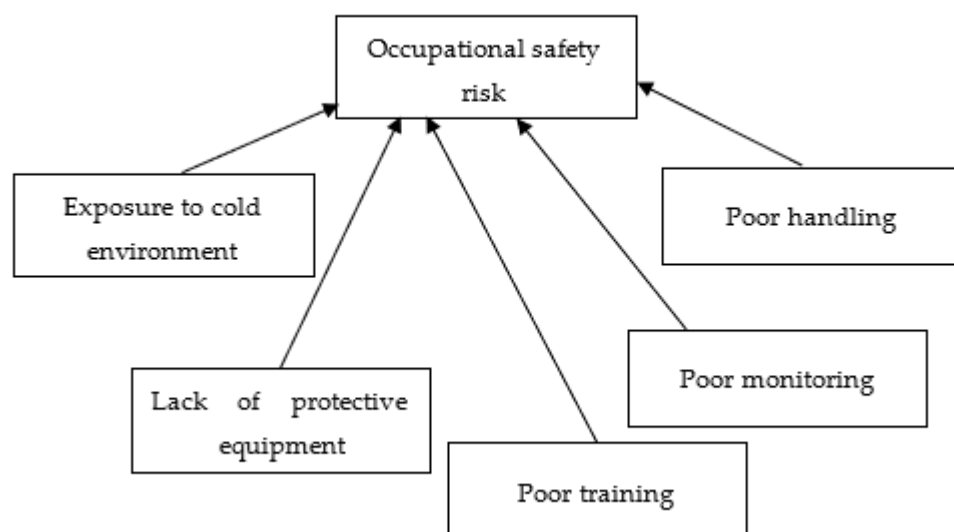 Occupational safety
risk
Exposure to cold
environment
Poor handling
Lack of protective
equipment
Poor monitoring
Poor training